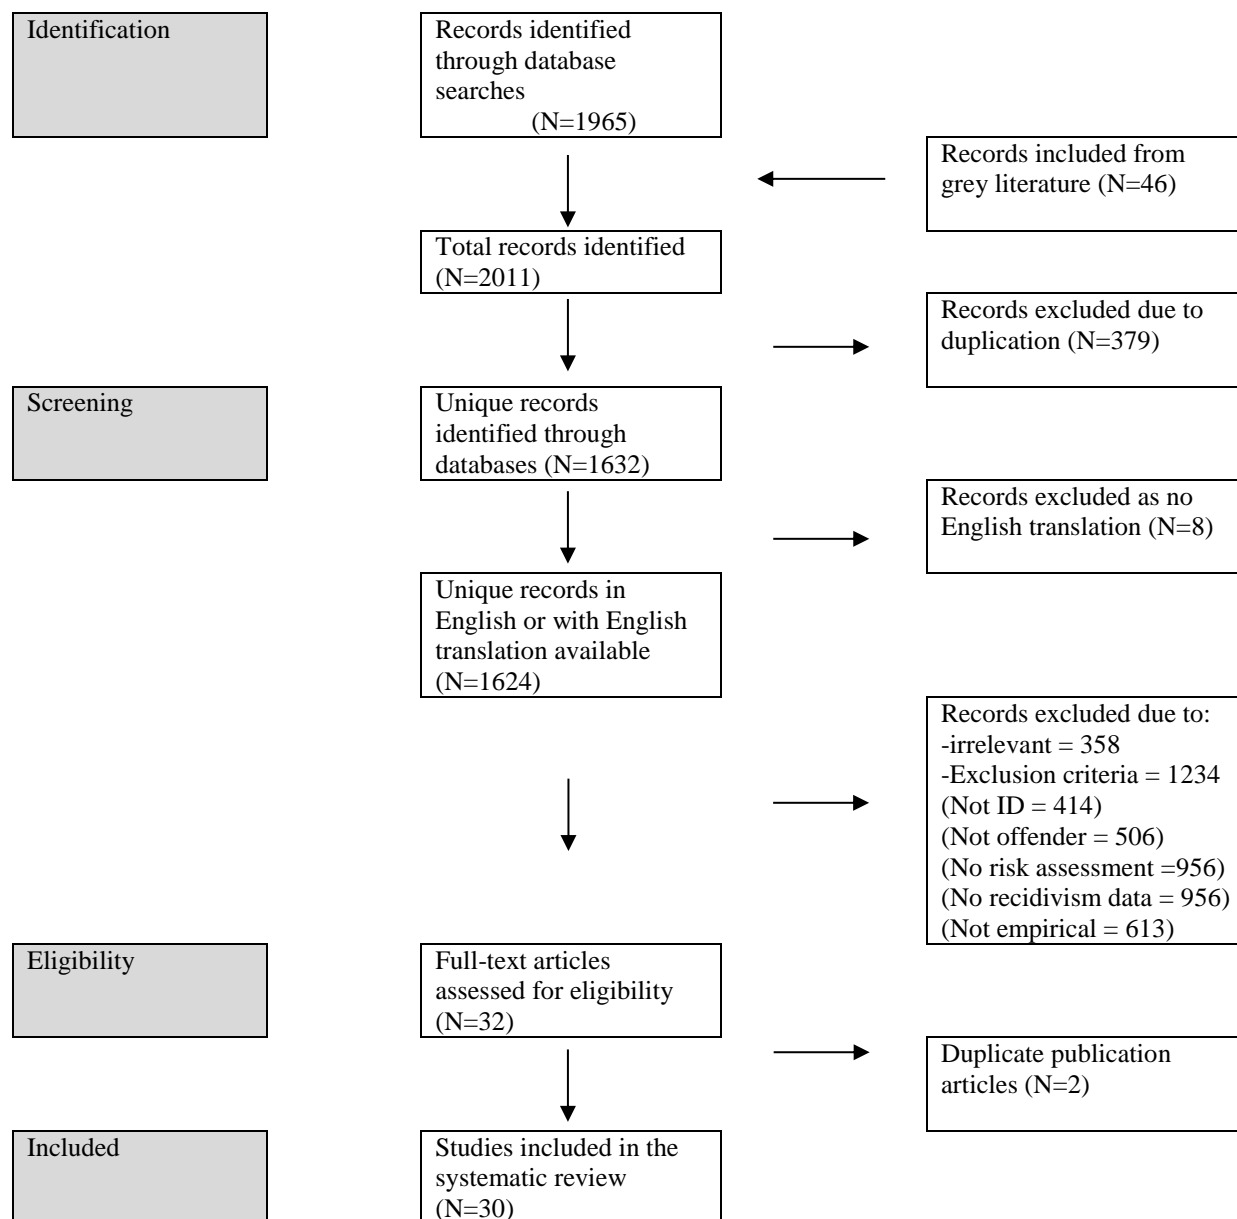 Identification
Records identified
through database
searches
(N=1965)
Records included from
grey literature (N=46)
Total records identified
(N=2011)
Records excluded due to
duplication (N=379)
Screening
Unique records
identified through
databases (N=1632)
Records excluded as no
English translation (N=8)
Unique records in
English or with English
translation available
(N=1624)
Records excluded due to:
-irrelevant = 358
-Exclusion criteria = 1234
(Not ID = 414)
(Not offender = 506)
(No risk assessment =956)
(No recidivism data = 956)
(Not empirical = 613)
Eligibility
Full-text articles
assessed for eligibility
(N=32)
Duplicate publication
articles (N=2)
Included
Studies included in the
systematic review
(N=30)